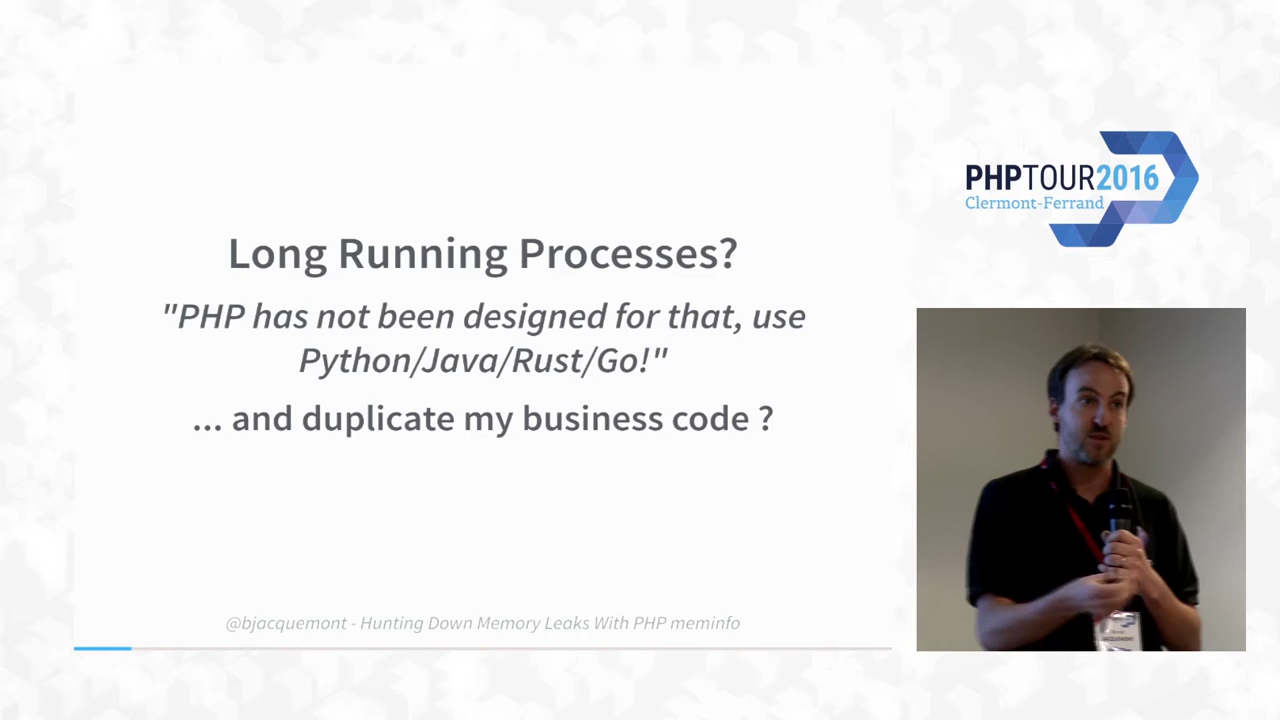 Long Running Processes?
"PHP has not been designed for that, use
Python/Java/Rust/Go!"
... and duplicate my business code ?
@bjacquemont - Hunting Down Memory Leaks With PHP meminfo
PHPTOUR2016
Clermont-Ferrand